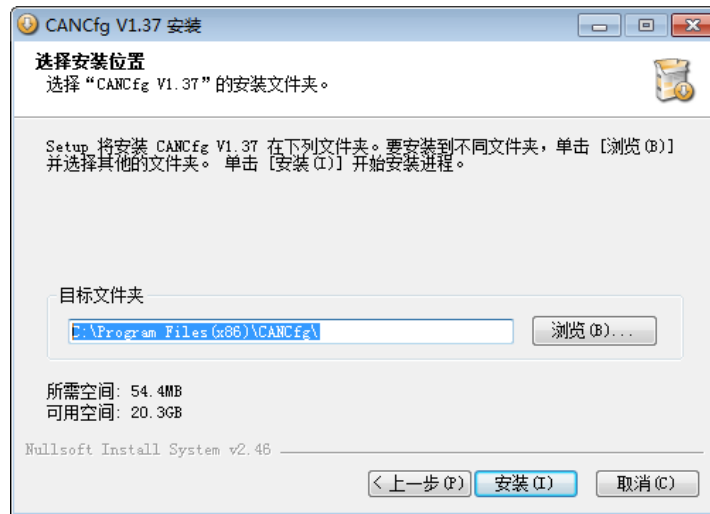 CANCfg V1.37 安装
选择安装位置
选择“CANCfg V1.37”的安装文件夹。
Setup 将安装 CANCfg V1.37 在下列文件夹。要安装到不同文件夹，单击 [浏览(B)]
并选择其他的文件夹。 单击 [安装(I)] 开始安装进程。
目标文件夹
C:\Program Files(x86)\CANCfg\
浏览(B)...
所需空间: 54.4MB
可用空间: 20.3GB
Nullsoft Install System v2.46
< 上一步(P) 安装(I) 取消(C)